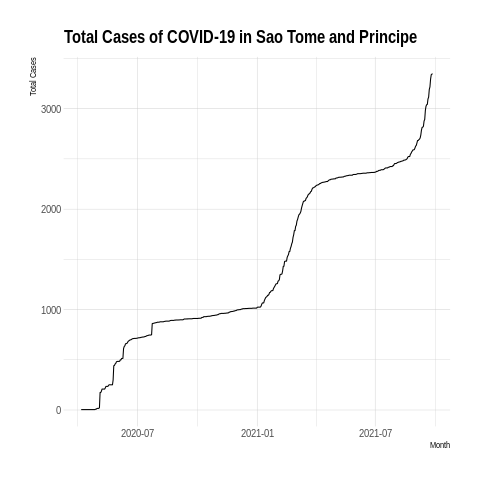 Total Cases of COVID-19 in Sao Tome and Principe
Total Cases
3000
2000
1000
0
2020-07 2021-01 2021-07
Month